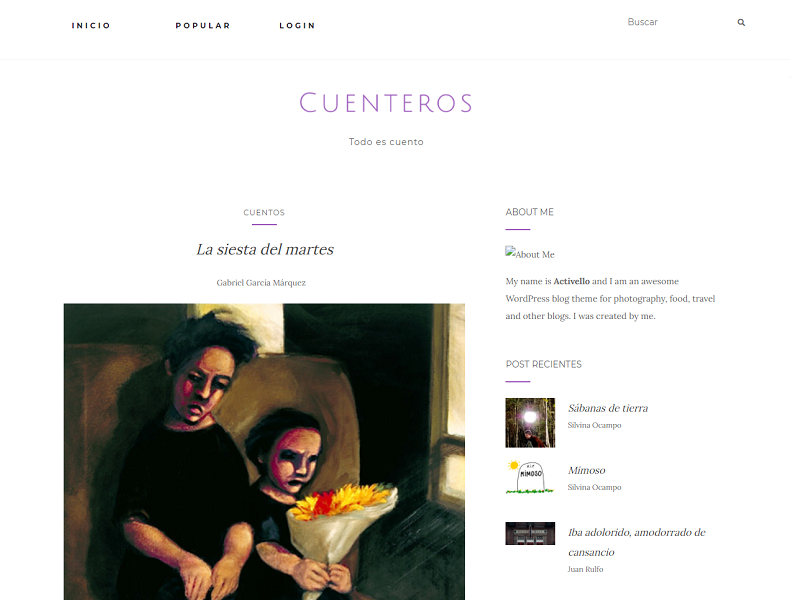 INICIO
POPULAR
LOGIN
Buscar
CUENTEROS
Todo es cuento
CUENTOS
La siesta del martes
Gabriel García Márquez
ABOUT ME
About Me
My name is Activello and I am an awesome
WordPress blog theme for photography, food, travel
and other blogs. I was created by me.
POST RECIENTES
Sábanas de tierra
Silvina Ocampo
R.I.P
MIMOSO
Mimoso
Silvina Ocampo
Iba adolorido, amodorrado de
cansancio
Juan Rulfo